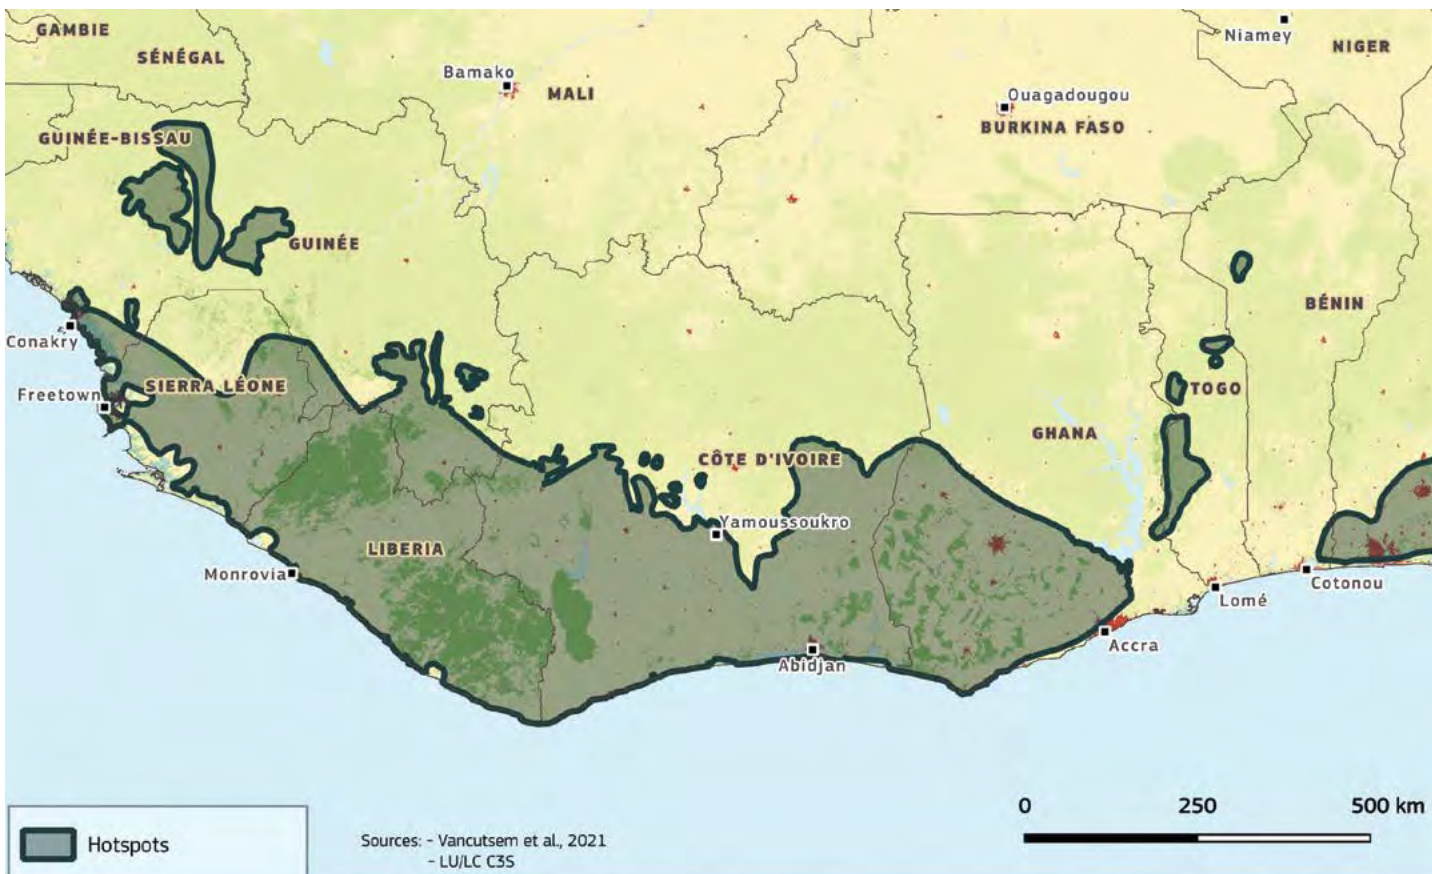 GAMBIE
SÉNÉGAL
Bamako
MALI
Niamey
NIGER
Ouagadougou
BURKINA FASO
GUINÉE-BISSAU
GUINÉE
BÉNIN
Conakry
Freetown
SIERRA LÉONE
TOGO
GHANA
CÔTE D'IVOIRE
Yamoussoukro
LIBERIA
Monrovia
Cotonou
Lomé
Accra
Abidjan
0 250 500 km
Hotspots
Sources: - Vancutsem et al., 2021
- LU/LC C3S